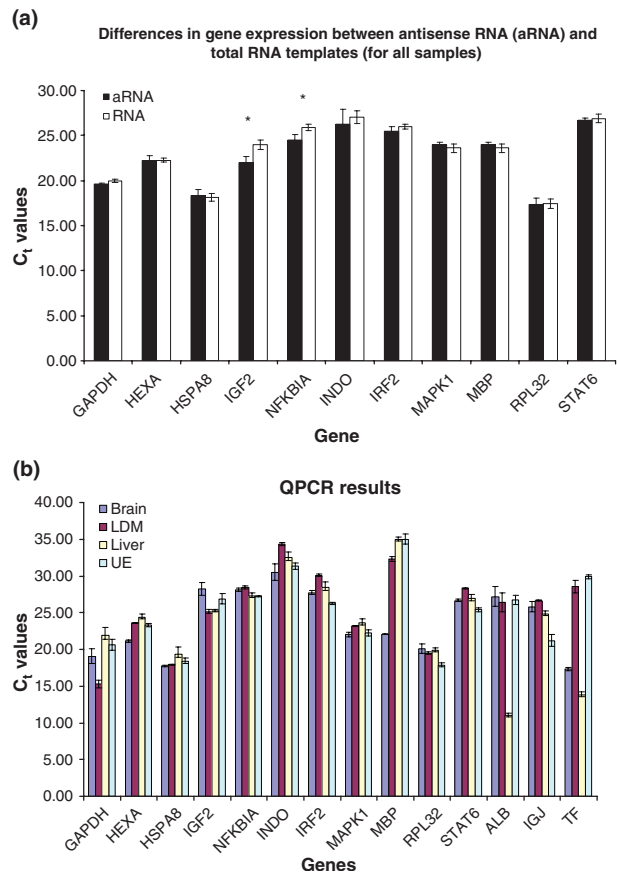 (a)
Differences in gene expression between antisense RNA (aRNA) and
total RNA templates (for all samples)
30.00
25.00
20.00
15.00
10.00
5.00
0.00
Ct values
aRNA
RNA
*
*
GAPDH
HEXA
HSPA8
IGF2
NFKBIA
INDO
IRF2
MAPK1
MBP
RPL32
STAT6
Gene
(b)
QPCR results
40.00
35.00
30.00
25.00
20.00
15.00
10.00
5.00
0.00
Ct values
Brain
LDM
Liver
UE
GAPDH
HEXA
HSPA8
IGF2
NFKBIA
INDO
IRF2
MAPK1
MBP
RPL32
STAT6
ALB
IGJ
TF
Genes